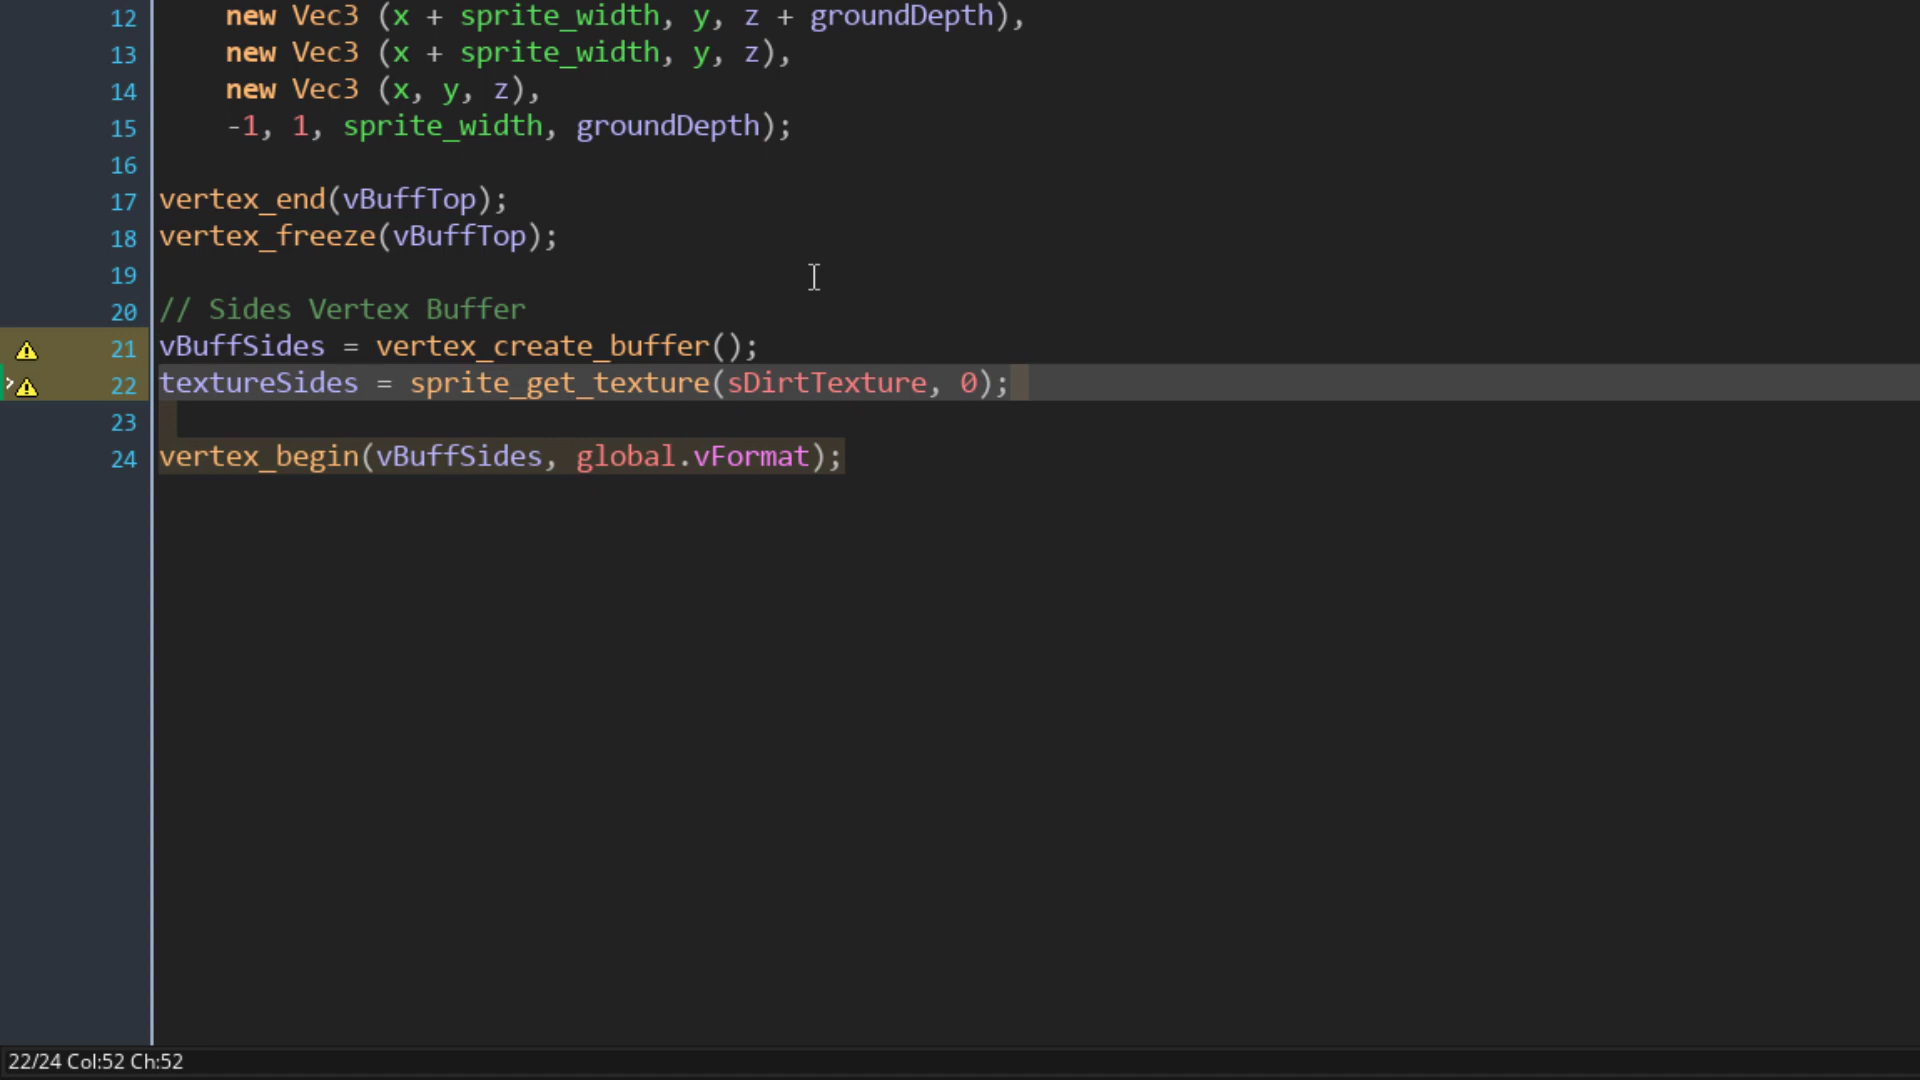 12 new Vec3 (x + sprite_width, y, z + groundDepth),
13 new Vec3 (x + sprite_width, y, z),
14 new Vec3 (x, y, z),
15 -1, 1, sprite_width, groundDepth);
16
17 vertex_end(vBuffTop);
18 vertex_freeze(vBuffTop);
19
20 // Sides Vertex Buffer
21 vBuffSides = vertex_create_buffer();
22 textureSides = sprite_get_texture(sDirtTexture, 0);
23
24 vertex_begin(vBuffSides, global.vFormat);
22/24 Col:52 Ch:52